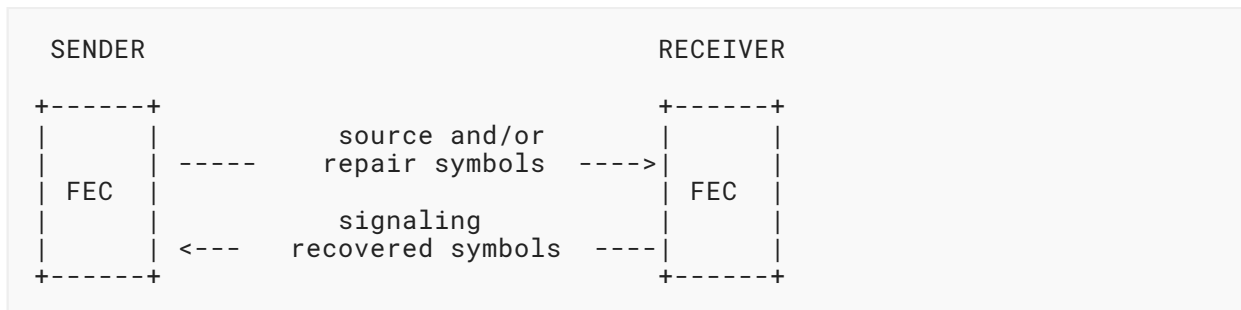 SENDER RECEIVER
+------+ +------+
| | source and/or | |
| | ----- repair symbols ---->| |
| FEC | | FEC |
| | signaling | |
| | <--- recovered symbols ----| |
+------+ +------+